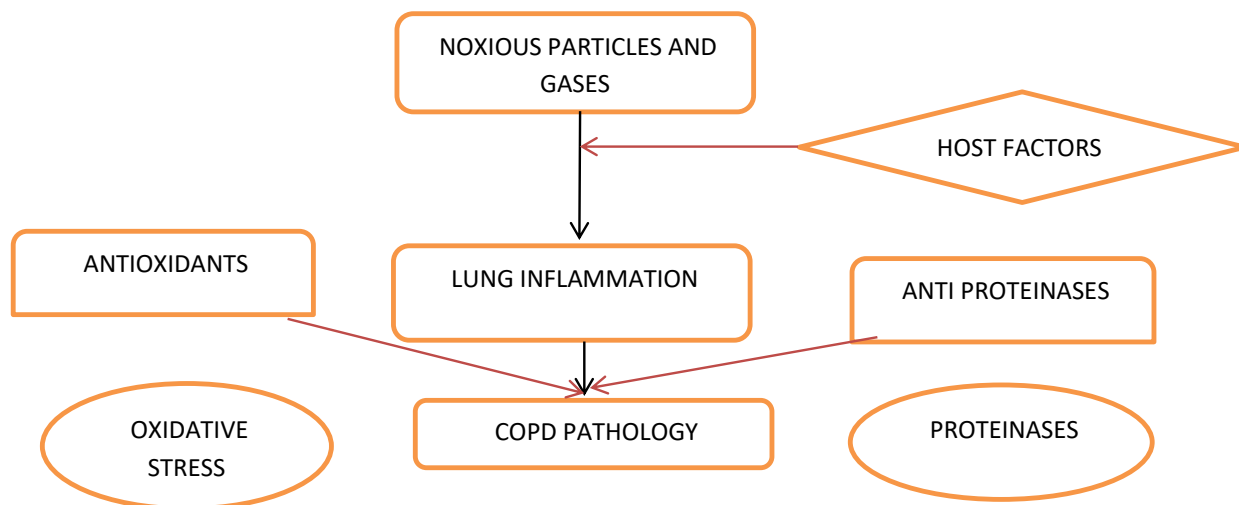 NOXIOUS PARTICLES AND
GASES
HOST FACTORS
ANTIOXIDANTS
LUNG INFLAMMATION
ANTI PROTEINASES
OXIDATIVE
STRESS
COPD PATHOLOGY
PROTEINASES